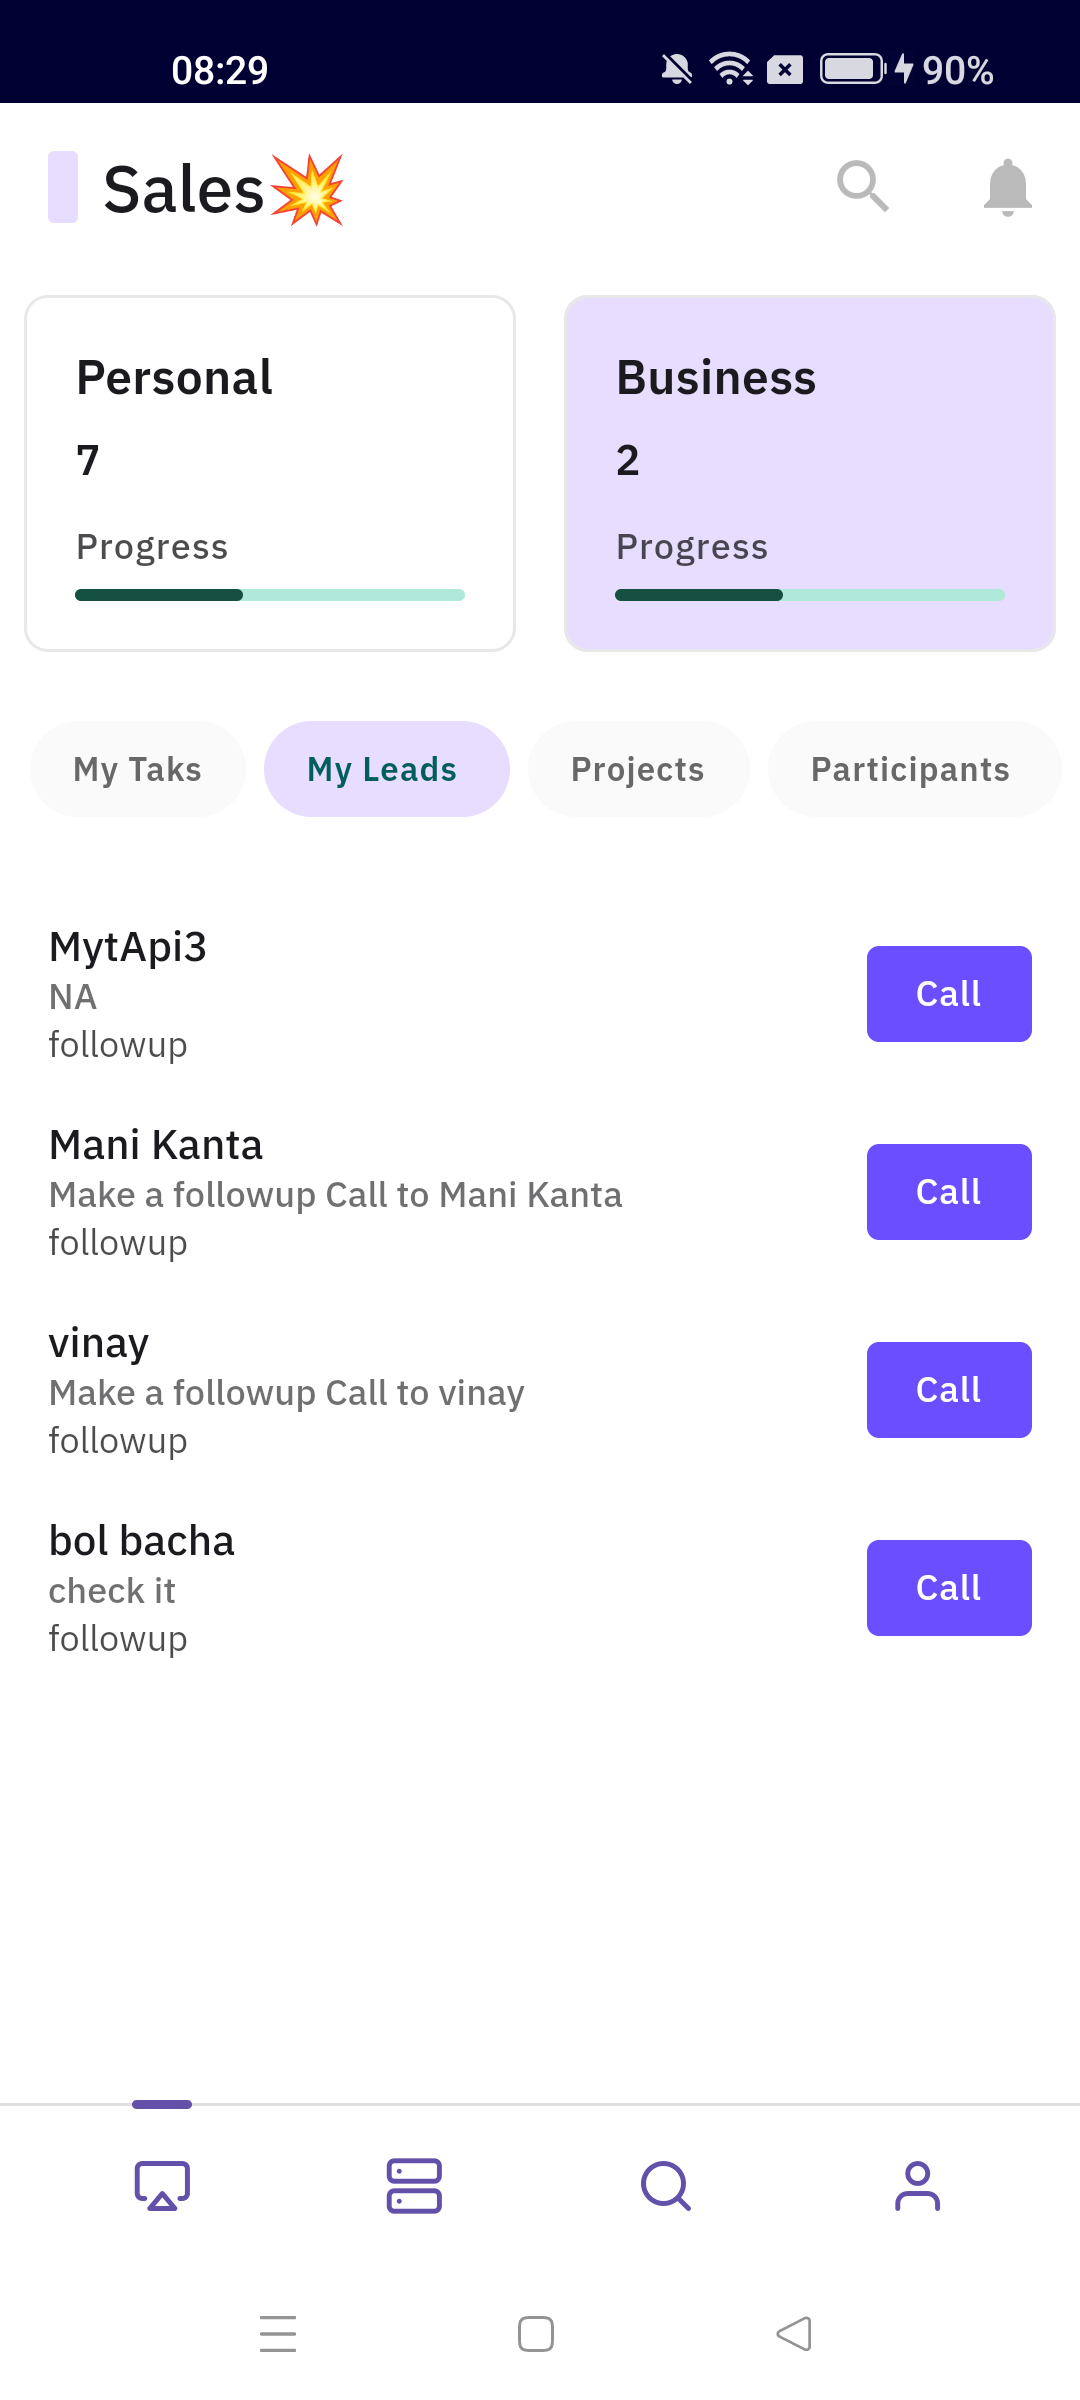 08:29
90%
Sales💥
Personal
7
Progress
Business
2
Progress
My Taks
My Leads
Projects
Participants
MytApi3
NA
followup
Call
Mani Kanta
Make a followup Call to Mani Kanta
followup
Call
vinay
Make a followup Call to vinay
followup
Call
bol bacha
check it
followup
Call